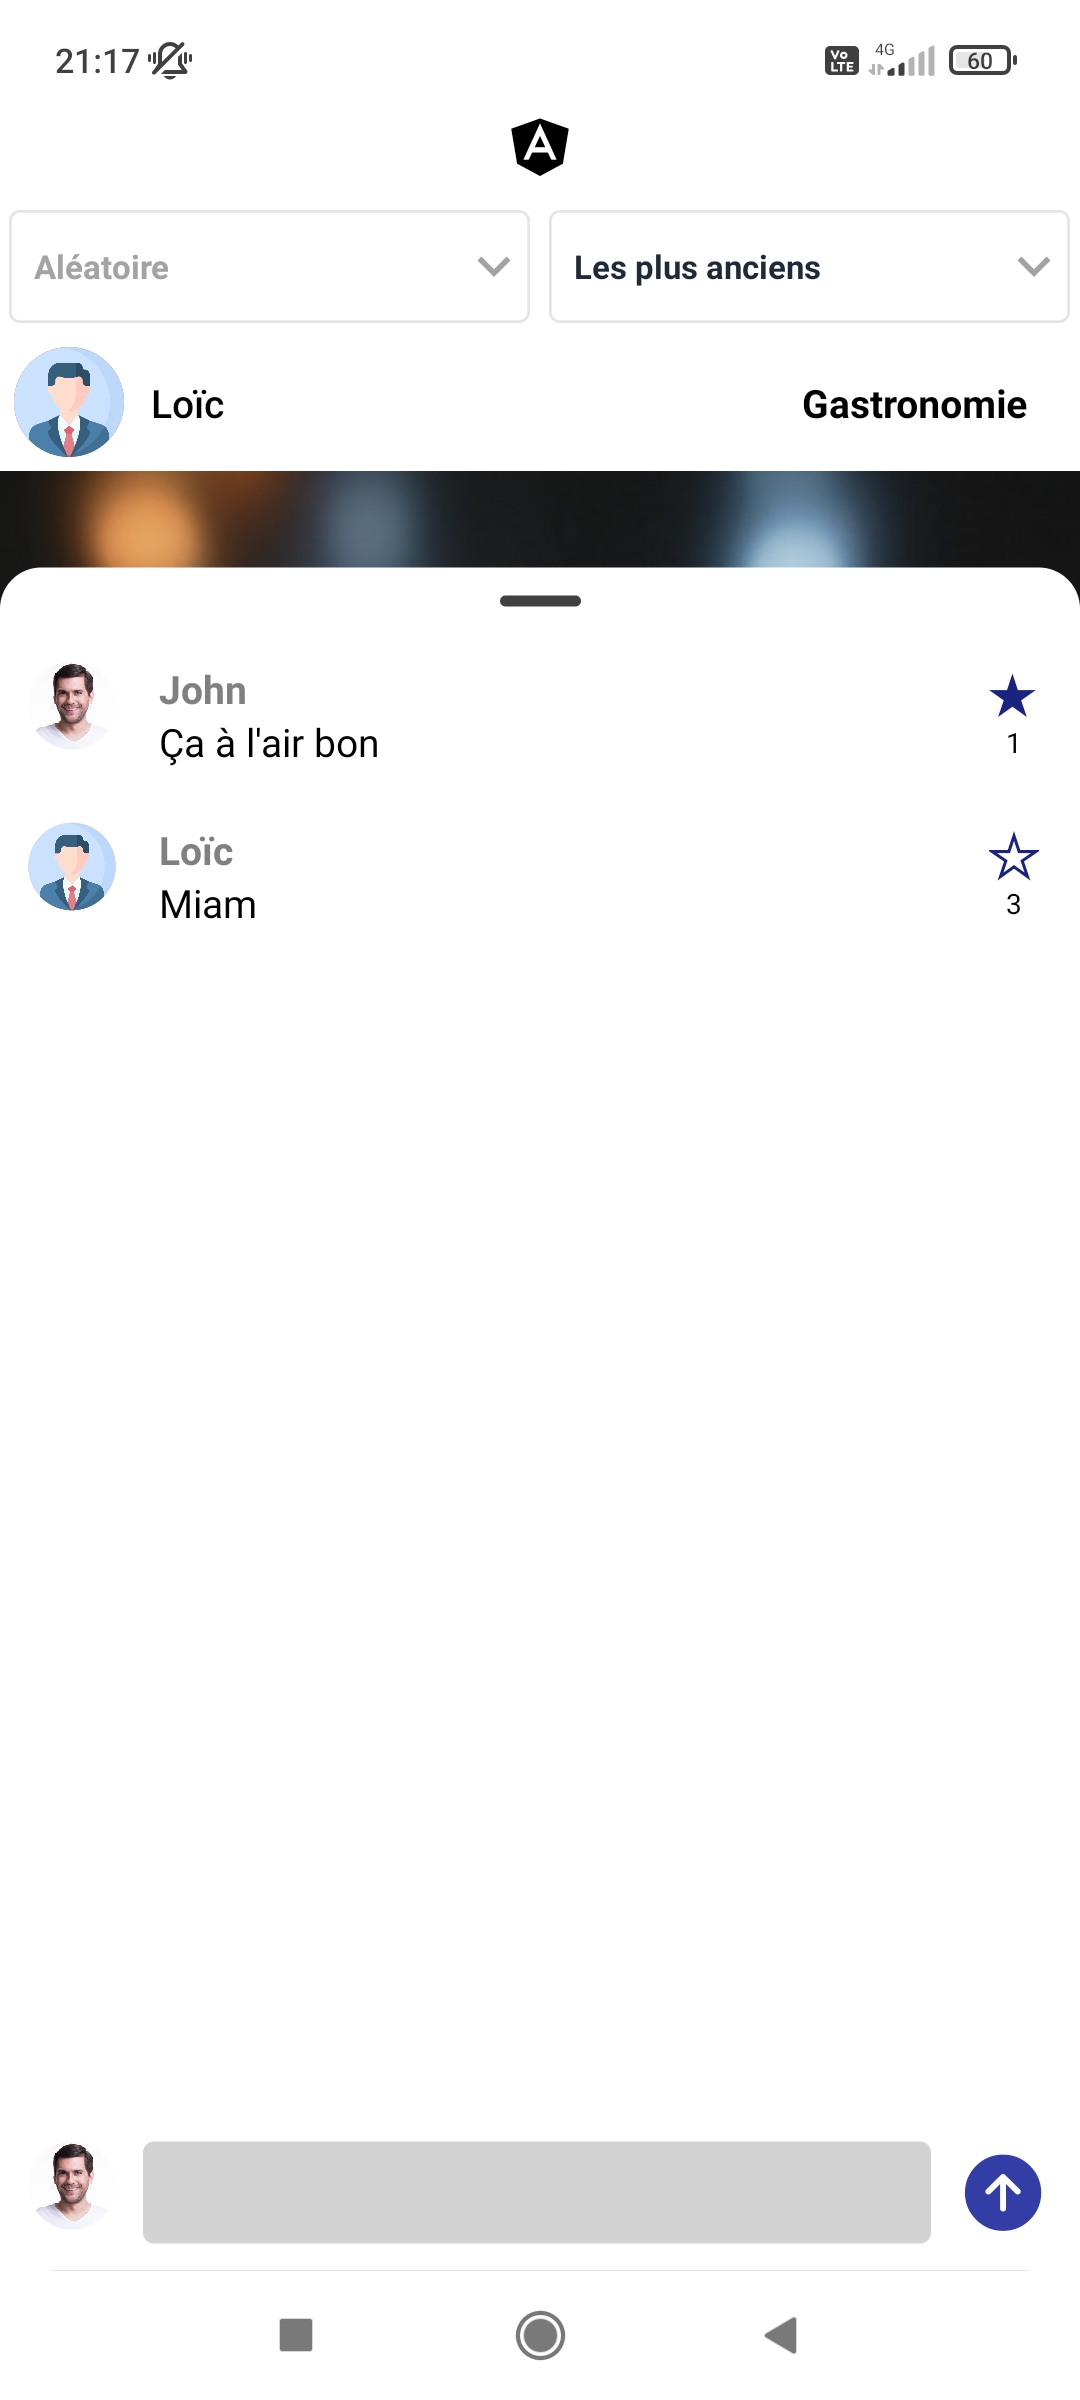 21:17
Vo
LTE
4G
60
A
Aléatoire
Les plus anciens
Loïc
Gastronomie
John
Ça à l'air bon
1
Loïc
Miam
3